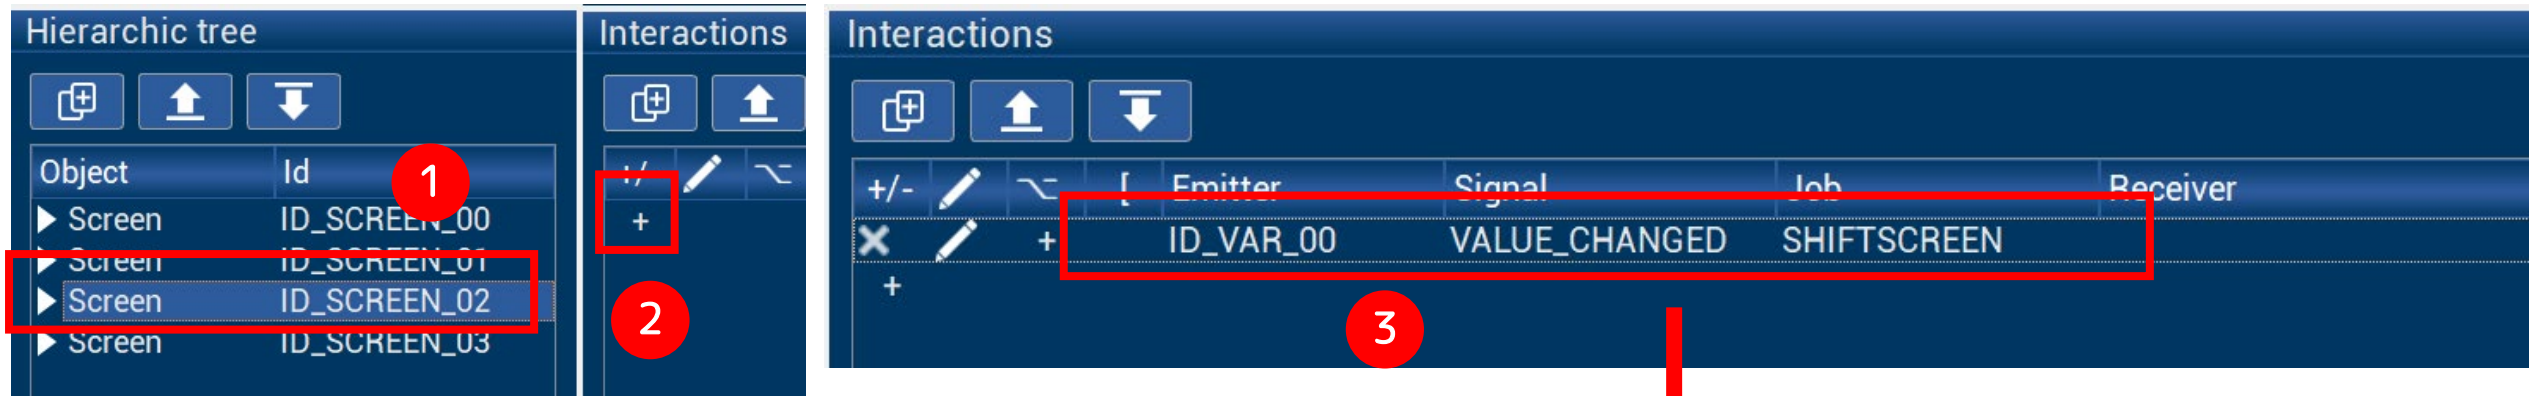 Hierarchic tree
Object Id
1
Screen ID_SCREEN_00
Screen ID_SCREEN_01
Screen ID_SCREEN_02
Screen ID_SCREEN_03
Interactions
+/-
+
2
Interactions
+/- [ Emitter Signal Job Receiver
+ ID_VAR_00 VALUE_CHANGED SHIFTSCREEN
+
3